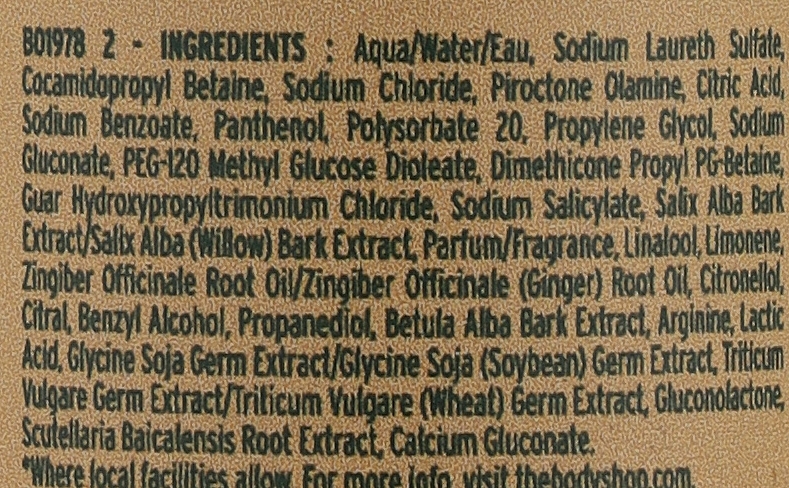 B01978 2 - INGREDIENTS : Aqua/Water/Eau, Sodium Laureth Sulfate,
Cocamidopropyl Betaine, Sodium Chloride, Piroctone Olamine, Citric Acid,
Sodium Benzoate, Panthenol, Polysorbate 20, Propylene Glycol, Sodium
Gluconate, PEG-120 Methyl Glucose Dioleate, Dimethicone Propyl PG-Betaine,
Guar Hydroxypropyltrimonium Chloride, Sodium Salicylate, Salix Alba Bark
Extract/Salix Alba (Willow) Bark Extract, Parfum/Fragrance, Linalool, Limonene,
Zingiber Officinale Root Oil/Zingiber Officinale (Ginger) Root Oil, Citronellol,
Citral, Benzyl Alcohol, Propanediol, Betula Alba Bark Extract, Arginine, Lactic
Acid, Glycine Soja Germ Extract/Glycine Soja (Soybean) Germ Extract, Triticum
Vulgare Germ Extract/Triticum Vulgare (Wheat) Germ Extract, Gluconolactone,
Scutellaria Baicalensis Root Extract, Calcium Gluconate.
*Where local facilities allow. For more info, visit thebodyshop.com.